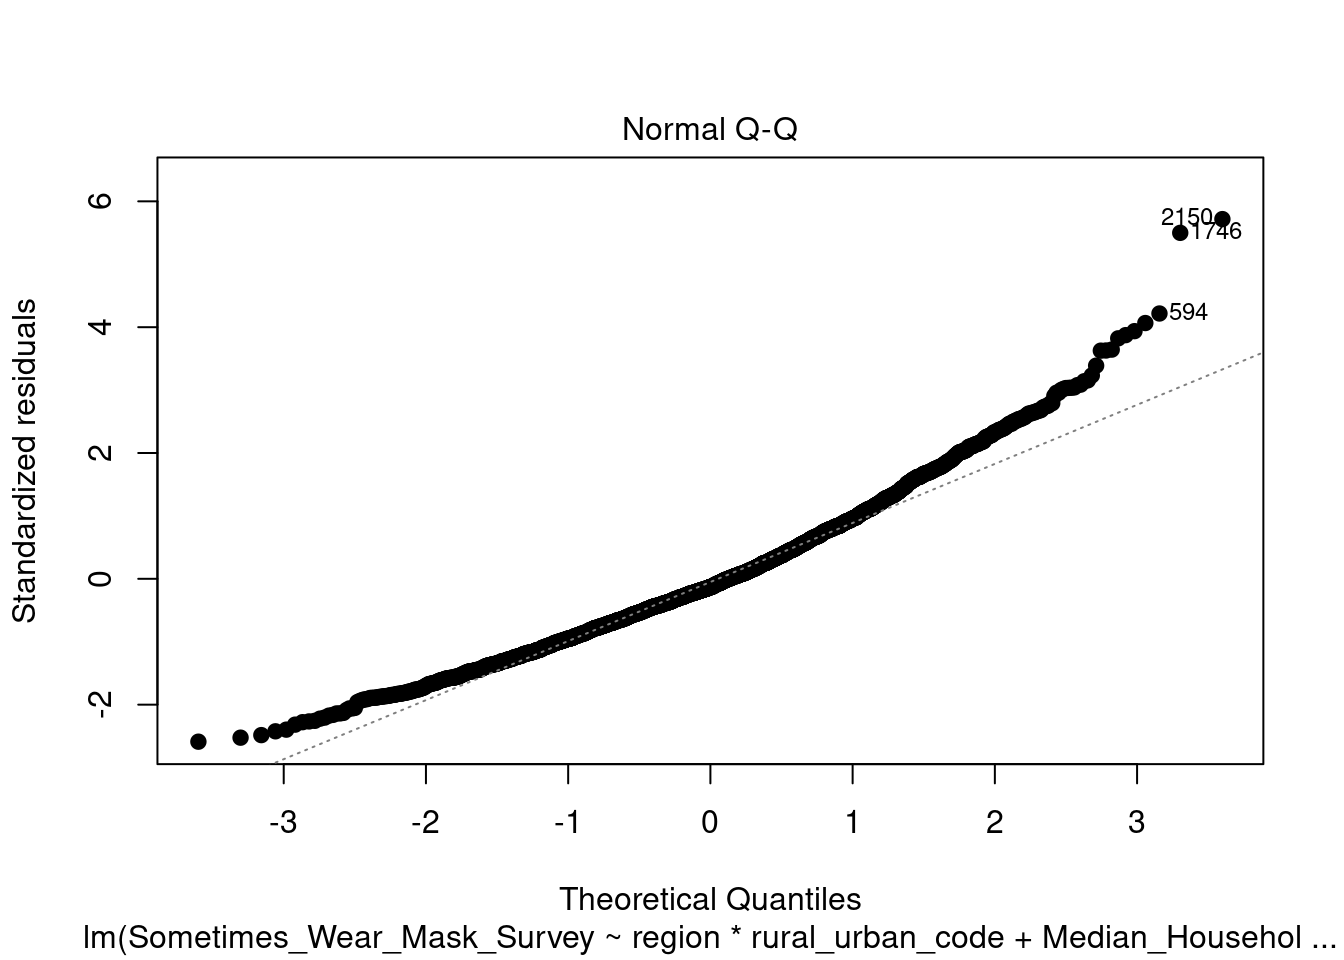 Normal Q-Q
Standardized residuals
6
4
2
0
-2
2150
1746
594
-3 -2 -1 0 1 2 3
Theoretical Quantiles
lm(Sometimes_Wear_Mask_Survey ~ region * rural_urban_code + Median_Househol ...